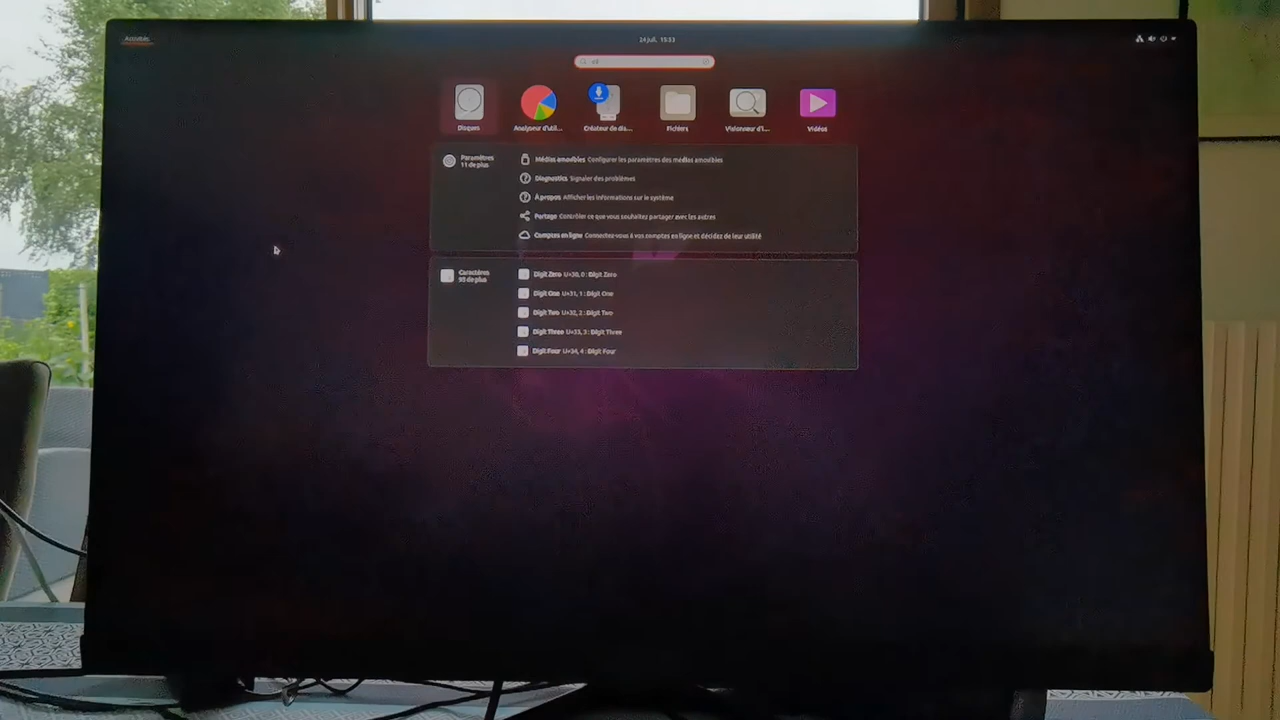 Activités
24 juil. 15:53
di
Disques
Analyseur d'util...
Créateur de dis...
Fichiers
Visionneur d'i...
Vidéos
Paramètres
11 de plus
Médias amovibles Configurer les paramètres des médias amovibles
Diagnostics Signaler des problèmes
À propos Afficher les informations sur le système
Partage Contrôler ce que vous souhaitez partager avec les autres
Comptes en ligne Connectez-vous à vos comptes en ligne et décidez de leur utilité
Caractères
95 de plus
Digit Zero U+30, 0 : Digit Zero
Digit One U+31, 1 : Digit One
Digit Two U+32, 2 : Digit Two
Digit Three U+33, 3 : Digit Three
Digit Four U+34, 4 : Digit Four